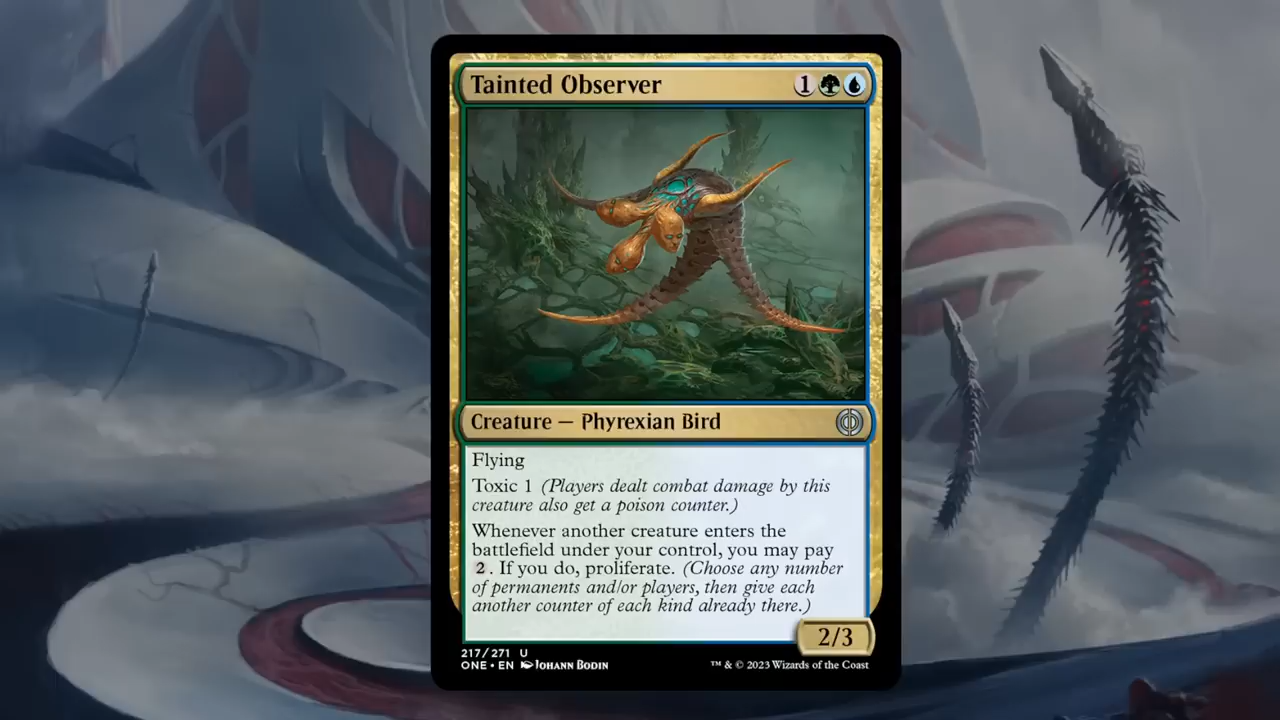 Tainted Observer 1
Creature — Phyrexian Bird
Flying
Toxic 1 (Players dealt combat damage by this
creature also get a poison counter.)
Whenever another creature enters the
battlefield under your control, you may pay
2. If you do, proliferate. (Choose any number
of permanents and/or players, then give each
another counter of each kind already there.)
2/3
217/271 U
ONE • EN Johann Bodin
™ & © 2023 Wizards of the Coast